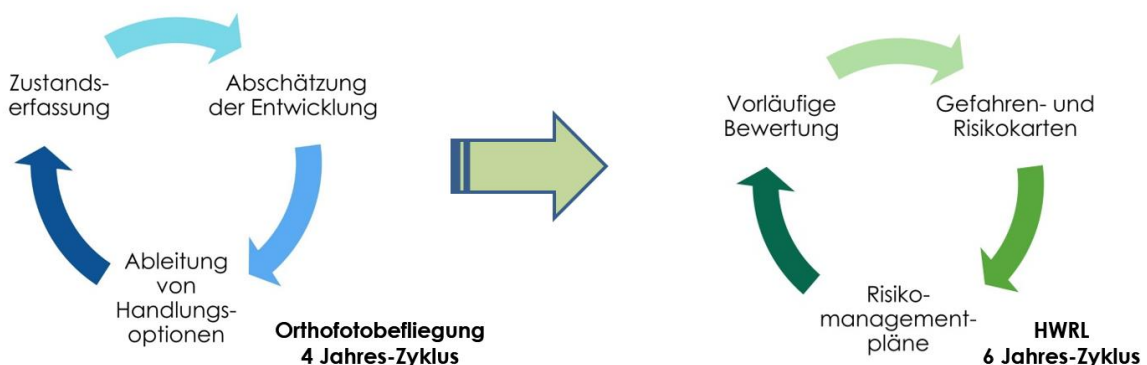 Zustands-
erfassung
Abschätzung
der Entwicklung
Ableitung
von
Handlungs-
optionen
Orthofotobefliegung
4 Jahres-Zyklus
Vorläufige
Bewertung
Gefahren- und
Risikokarten
Risiko-
management-
pläne
HWRL
6 Jahres-Zyklus